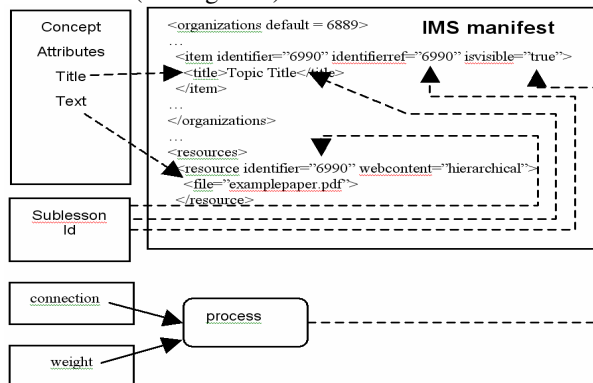 Concept
Attributes
Title
Text
IMS manifest
<organizations default = 6889>
…
<item identifier=”6990” identifierref=”6990” isvisible=”true”>
<title>Topic Title</title>
</item>
…
</organizations>
…
<resources>
<resource identifier=”6990” webcontent=”hierarchical”>
<file=”examplepaper.pdf”>
</resource>
Sublesson
Id
connection
process
weight